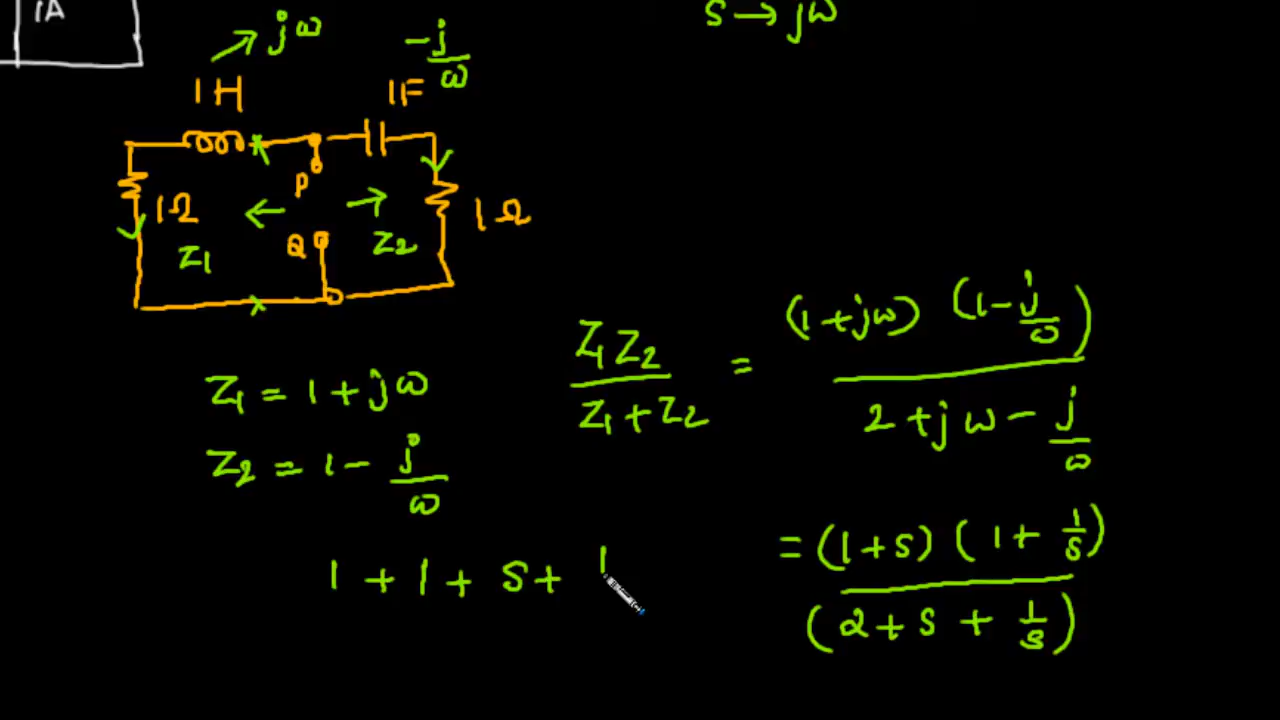 1A
s → jω
jω
-j/ω
1H
1F
P
1Ω
1Ω
Q
Z1
Z2
Z1 = 1 + jω
Z2 = 1 - j/ω
Z1Z2/Z1+Z2 = (1+jω) (1-j/ω)/2+jω-j/ω
= (1+s) (1+1/s)/(2+s+1/s)
1 + 1 + s + 1